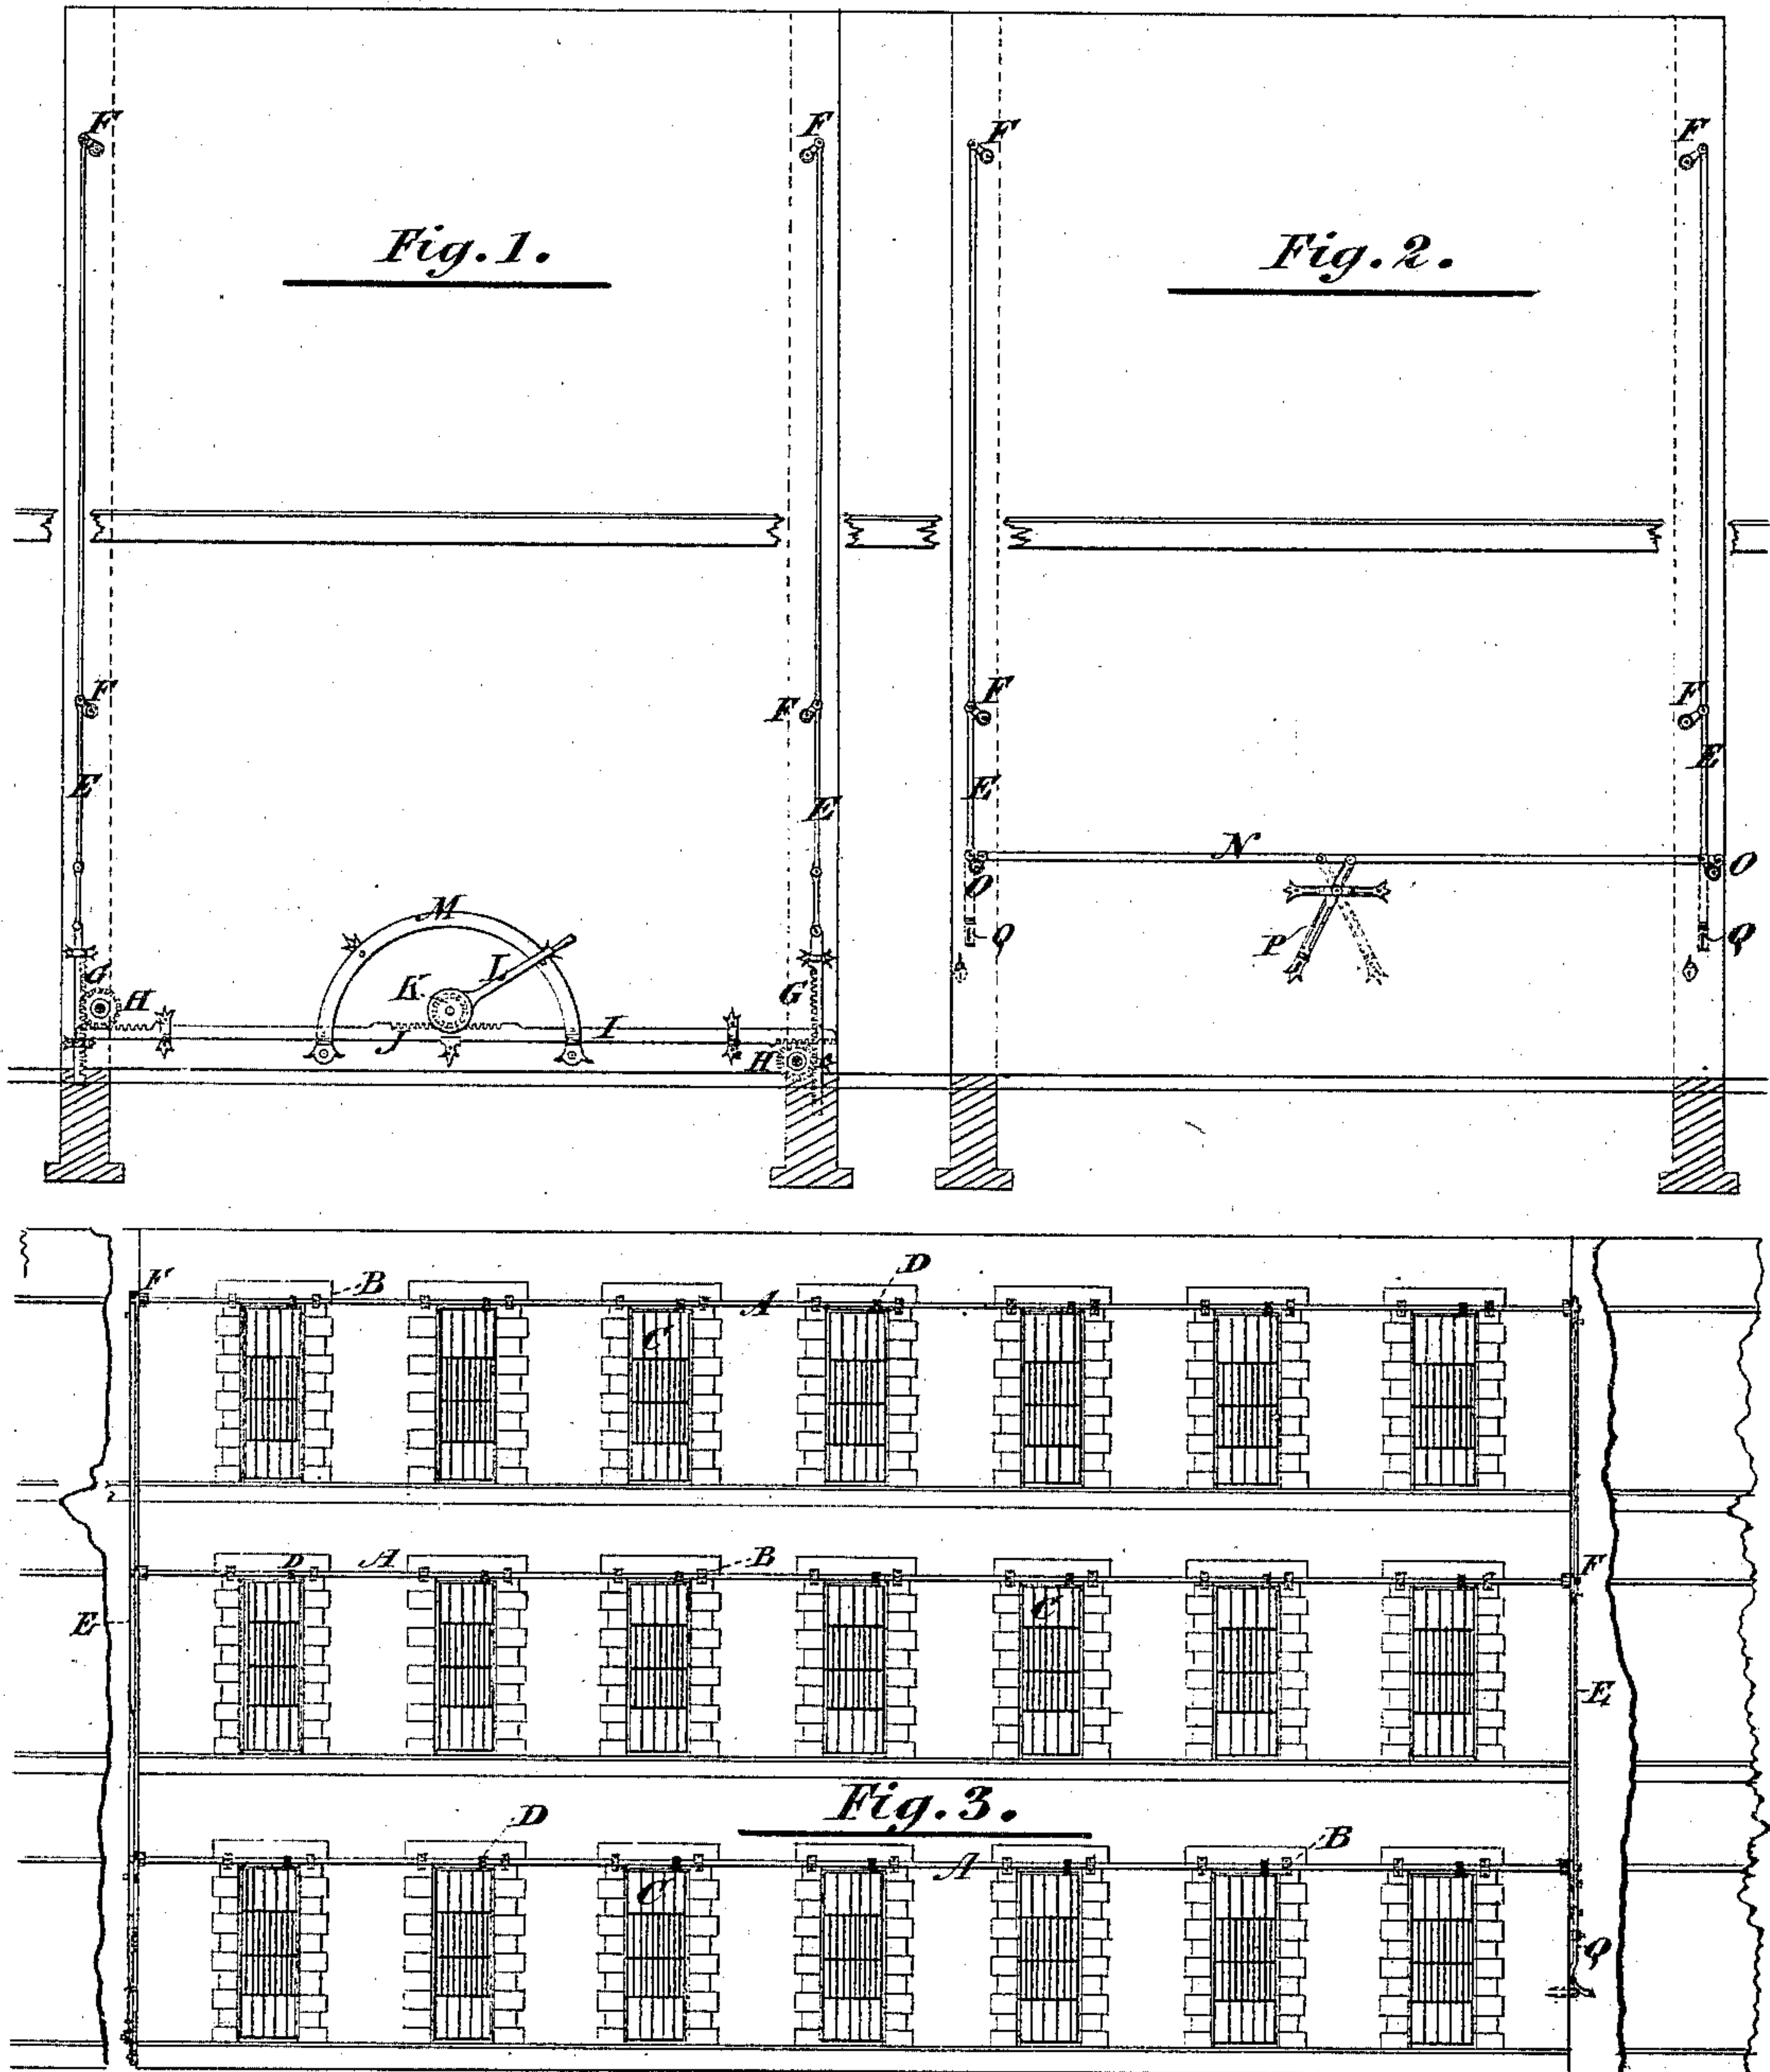 F F F F
Fig. 1. Fig. 2.
F F F F
E E E E
N
O O
M
P Q Q
G K L G
H J I H
F B D
A
C
D A B
F
C
E
E
Fig. 3.
D B
A
C
Q